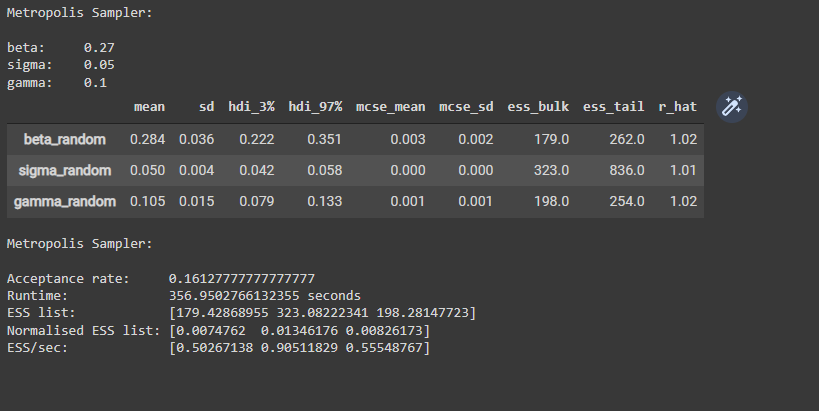 Metropolis Sampler:
beta: 0.27
sigma: 0.05
gamma: 0.1
mean sd hdi_3% hdi_97% mcse_mean mcse_sd ess_bulk ess_tail r_hat
beta_random 0.284 0.036 0.222 0.351 0.003 0.002 179.0 262.0 1.02
sigma_random 0.050 0.004 0.042 0.058 0.000 0.000 323.0 836.0 1.01
gamma_random 0.105 0.015 0.079 0.133 0.001 0.001 198.0 254.0 1.02
Metropolis Sampler:
Acceptance rate: 0.16127777777777777
Runtime: 356.9502766132355 seconds
ESS list: [179.42868955 323.08222341 198.28147723]
Normalised ESS list: [0.0074762 0.01346176 0.00826173]
ESS/sec: [0.50267138 0.90511829 0.55548767]